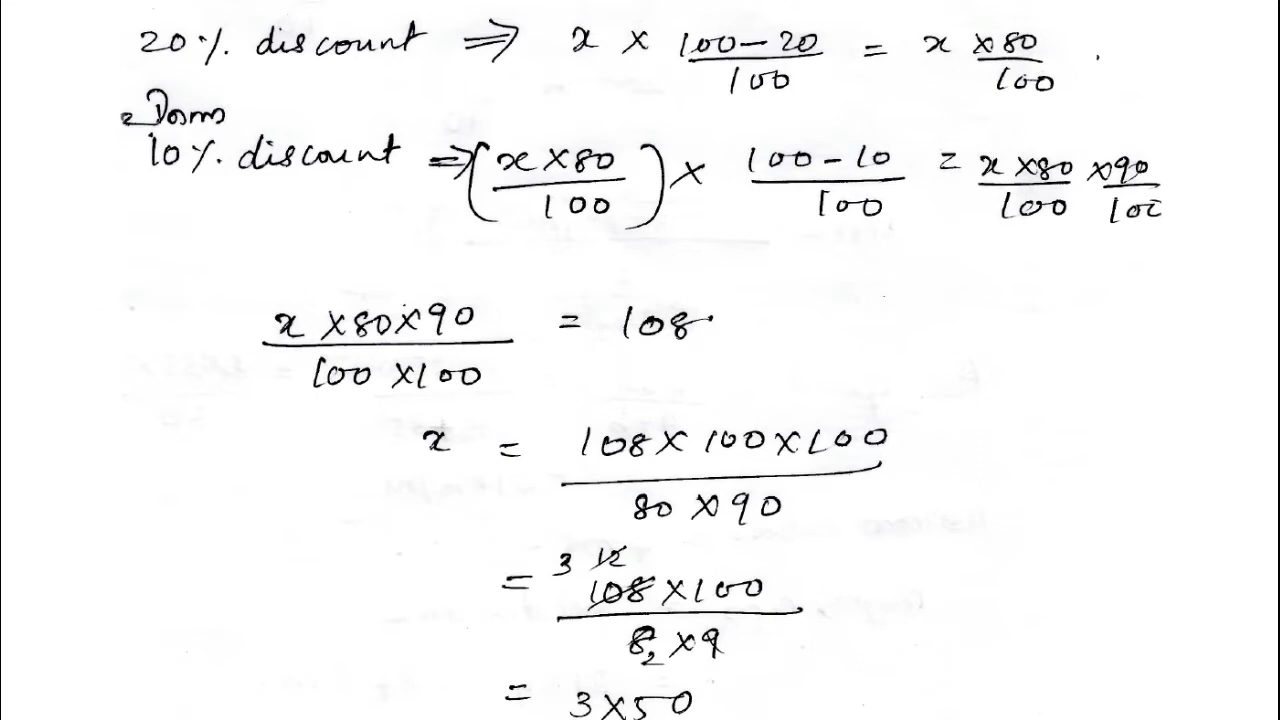 20 % discount ⇒ x × (100 - 20)/100 = x × 80/100 .
10 % discount ⇒ (x × 80/100) × (100 - 10)/100 = x × 80/100 × 90/100
x × 80 × 90 / 100 × 100 = 108.
x = 108 × 100 × 100 / 80 × 90
3 12
= 108 × 100 / 8 2 × 9
= 3 × 50